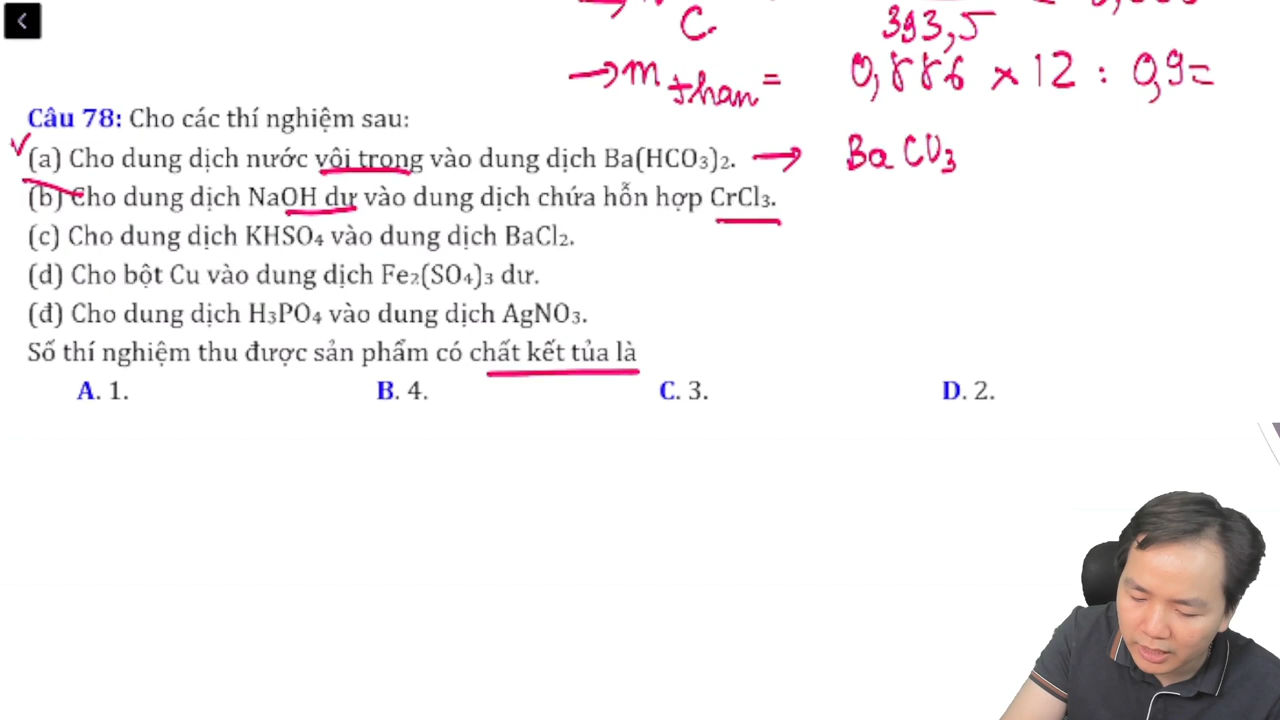 C
393,5
→ m than = 0,886 × 12 : 0,9 =
Câu 78: Cho các thí nghiệm sau:
(a) Cho dung dịch nước vôi trong vào dung dịch Ba(HCO₃)₂. → BaCO3
(b) Cho dung dịch NaOH dư vào dung dịch chứa hỗn hợp CrCl₃.
(c) Cho dung dịch KHSO₄ vào dung dịch BaCl₂.
(d) Cho bột Cu vào dung dịch Fe₂(SO₄)₃ dư.
(đ) Cho dung dịch H₃PO₄ vào dung dịch AgNO₃.
Số thí nghiệm thu được sản phẩm có chất kết tủa là
A. 1. B. 4. C. 3. D. 2.